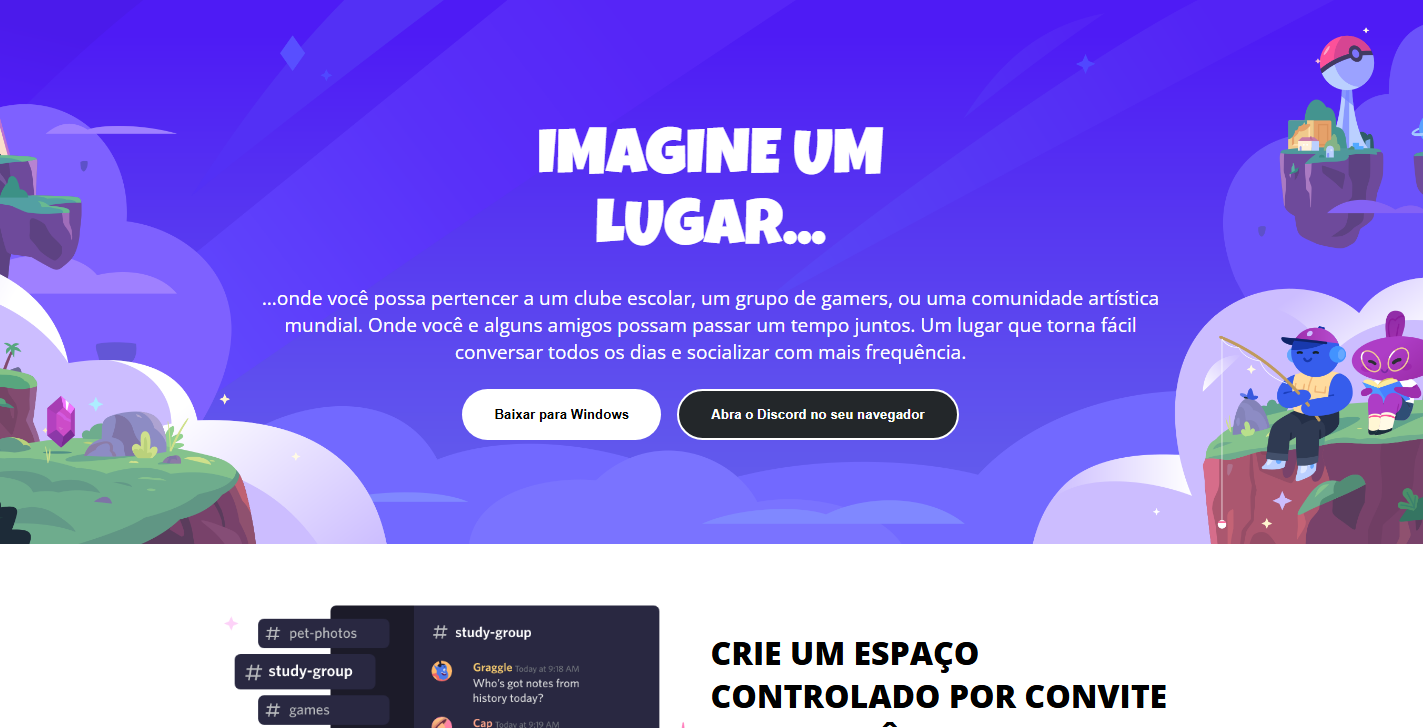 IMAGINE UM
LUGAR...
...onde você possa pertencer a um clube escolar, um grupo de gamers, ou uma comunidade artística
mundial. Onde você e alguns amigos possam passar um tempo juntos. Um lugar que torna fácil
conversar todos os dias e socializar com mais frequência.
Baixar para Windows
Abra o Discord no seu navegador
# pet-photos
# study-group
# games
# study-group
Graggle Today at 9:18 AM
Who's got notes from
history today?
Cap Today at 9:19 AM
CRIE UM ESPAÇO
CONTROLADO POR CONVITE